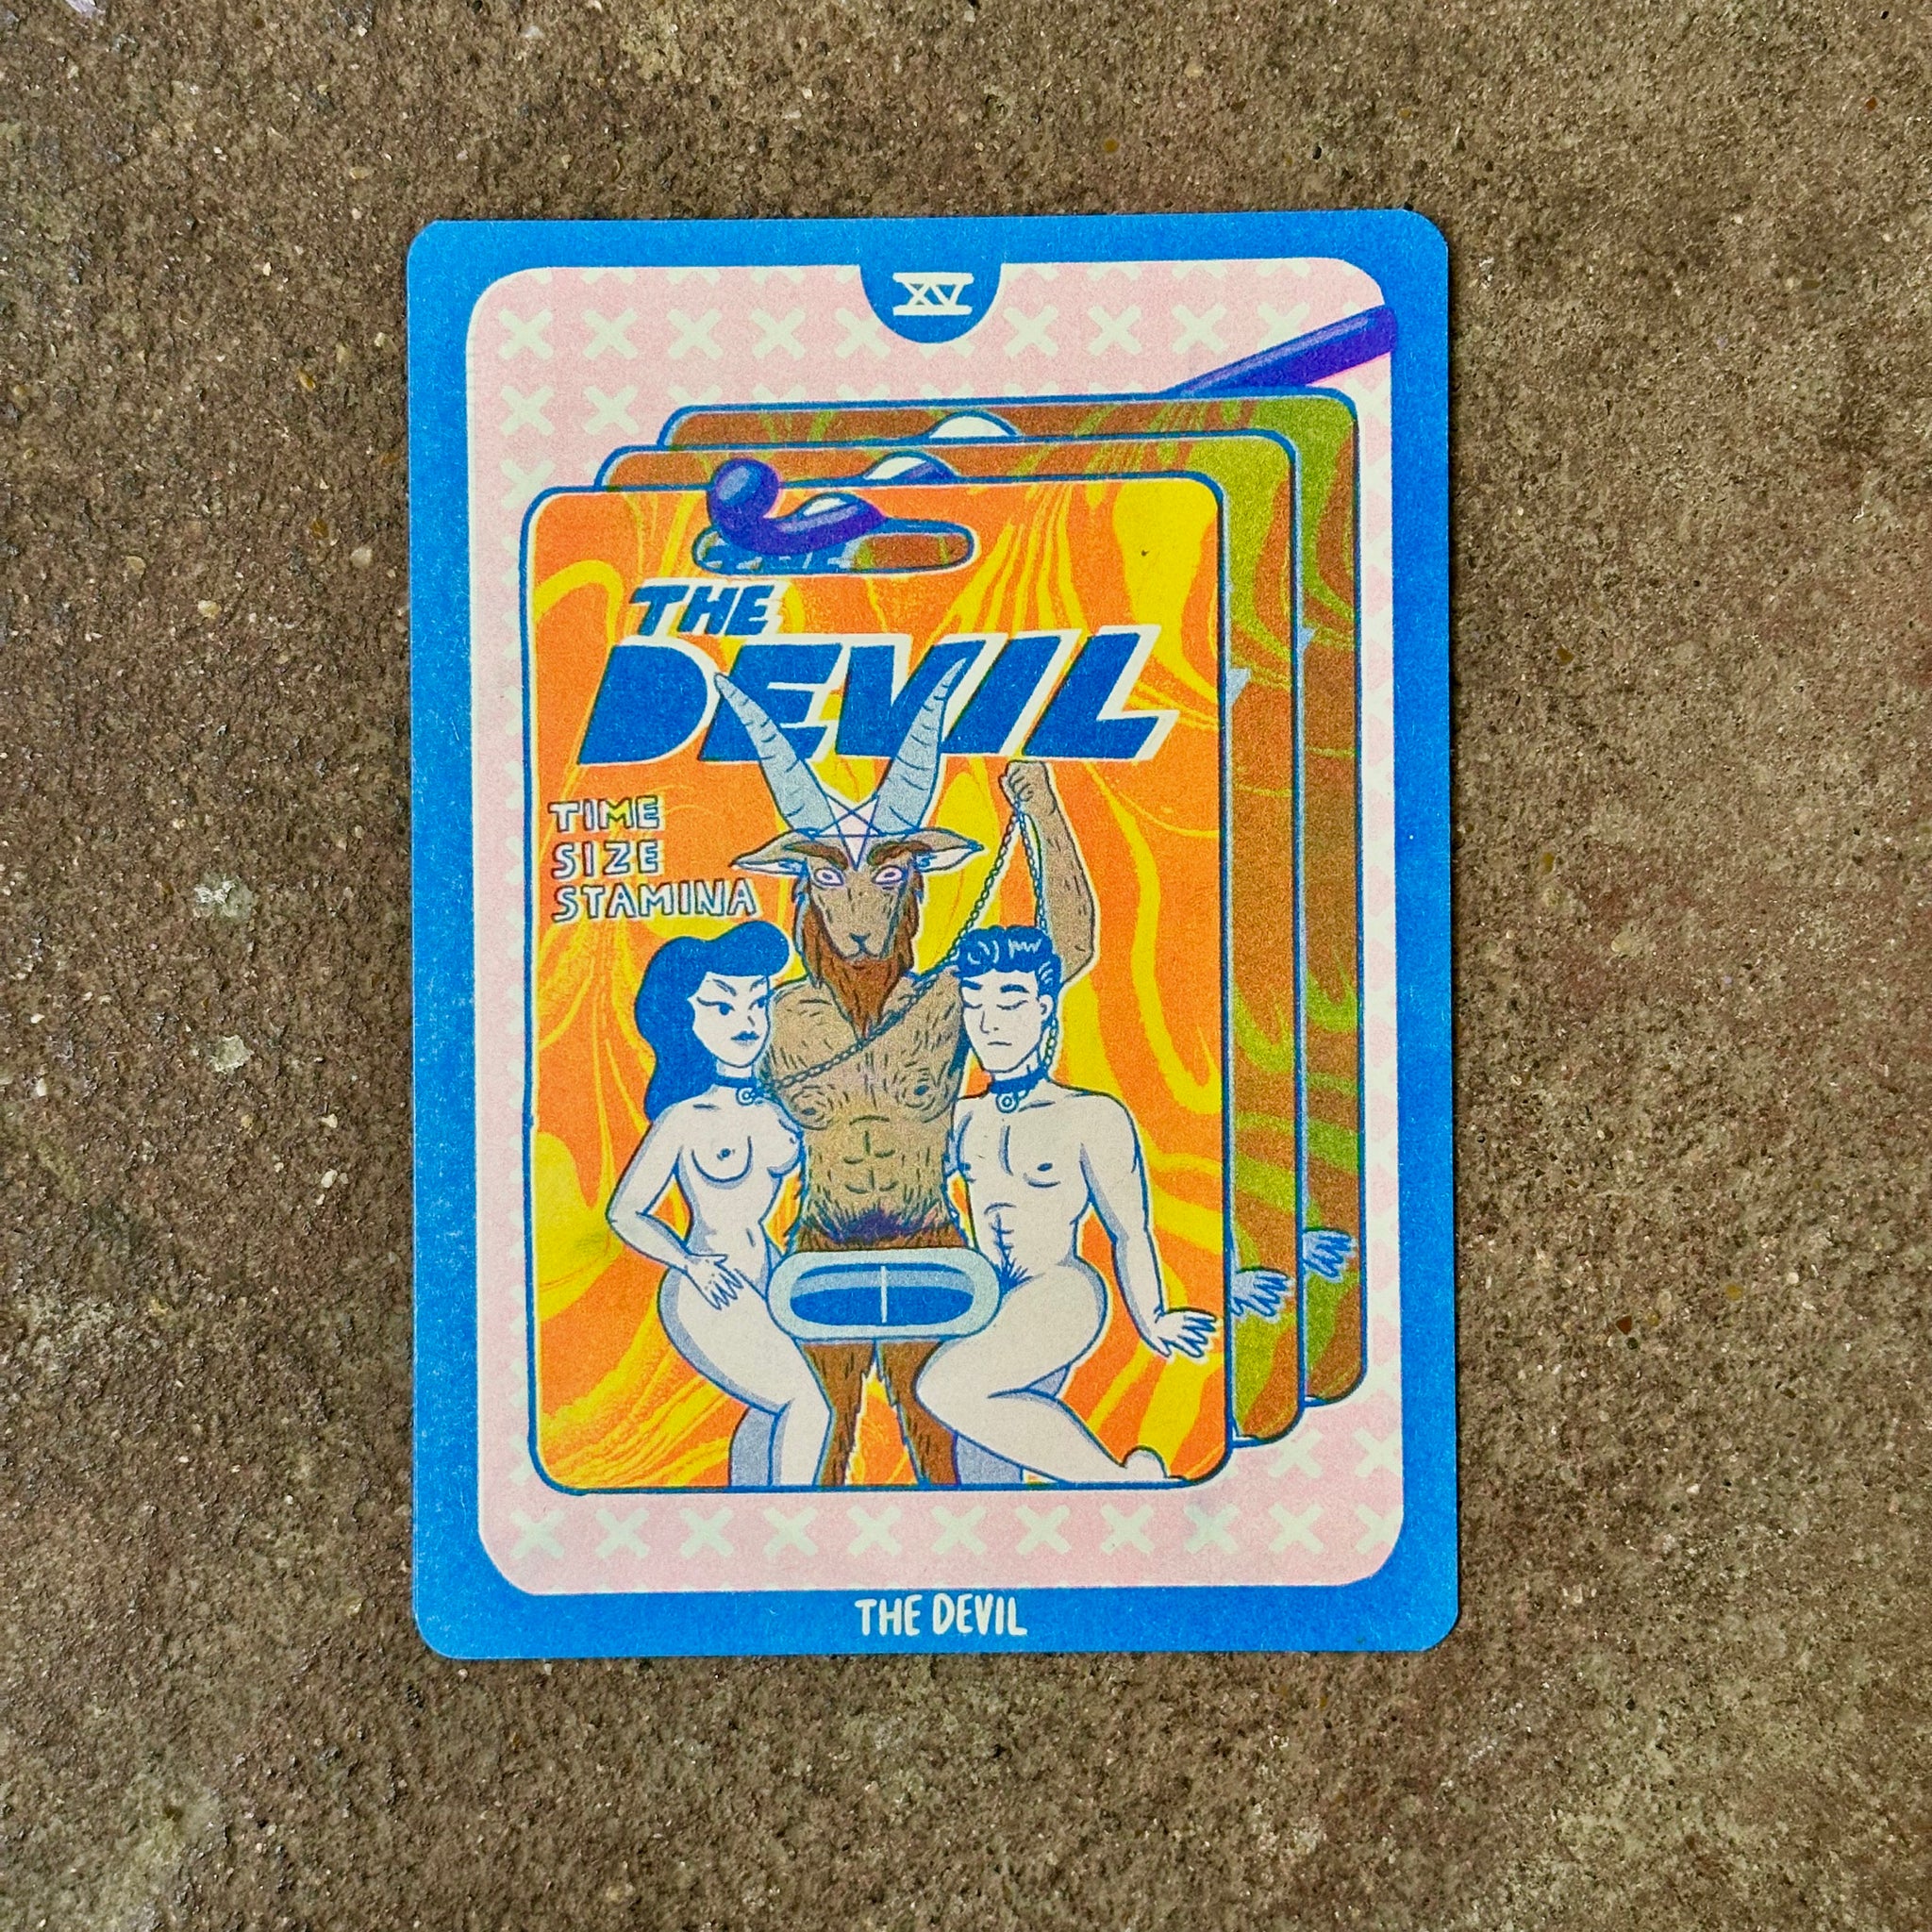 XV
THE
DEVIL
TIME
SIZE
STAMINA
THE DEVIL